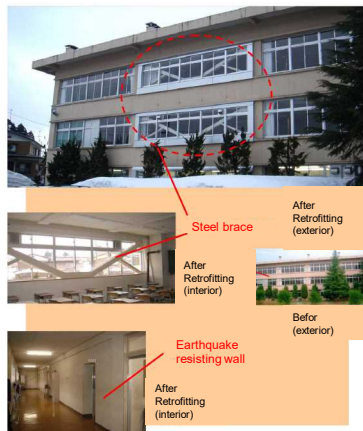 Steel brace
After
Retrofitting
(exterior)
After
Retrofitting
(interior)
Befor
(exterior)
Earthquake
resisting wall
After
Retrofitting
(interior)